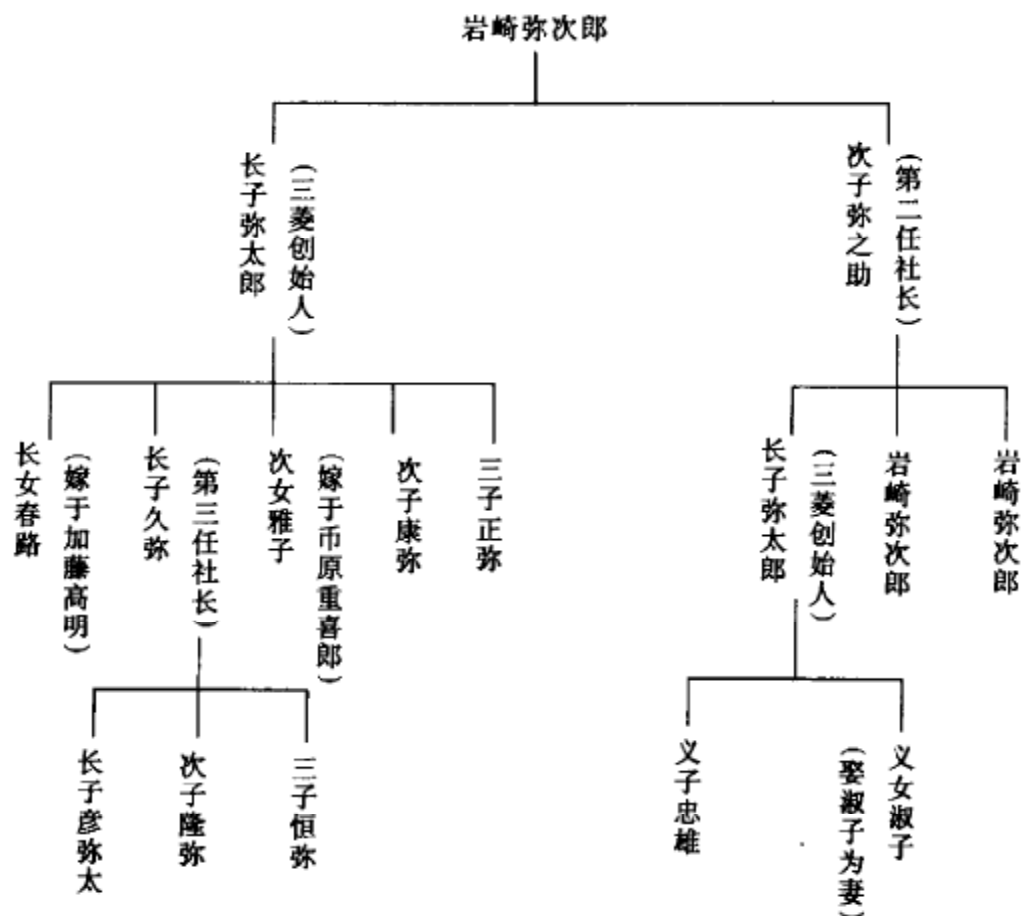 岩崎弥次郎
长子弥太郎
（三菱创始人）
次子弥之助
（第二任社长）
长女春路
（嫁于加藤高明）
长子久弥
（第三任社长）
次女雅子
（嫁于币原重喜郎）
次子康弥
三子正弥
长子弥太郎
（三菱创始人）
岩崎弥次郎
岩崎弥次郎
长子彦弥太
次子隆弥
三子恒弥
义子忠雄
（娶淑子为妻）
义女淑子